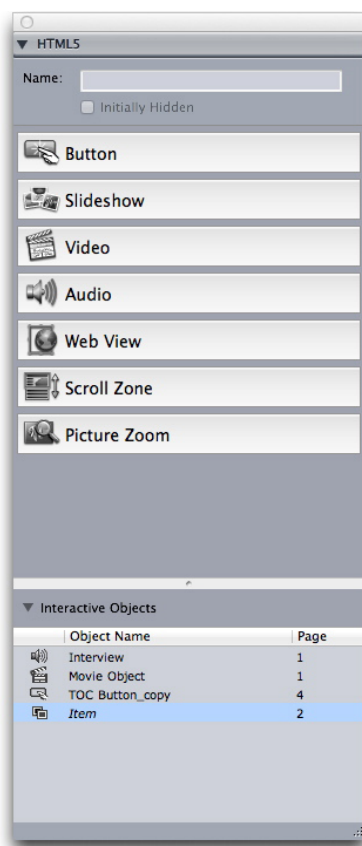 HTML5
Name:
Initially Hidden
Button
Slideshow
Video
Audio
Web View
Scroll Zone
Picture Zoom
Interactive Objects
Object Name Page
Interview 1
Movie Object 1
TOC Button_copy 4
Item 2